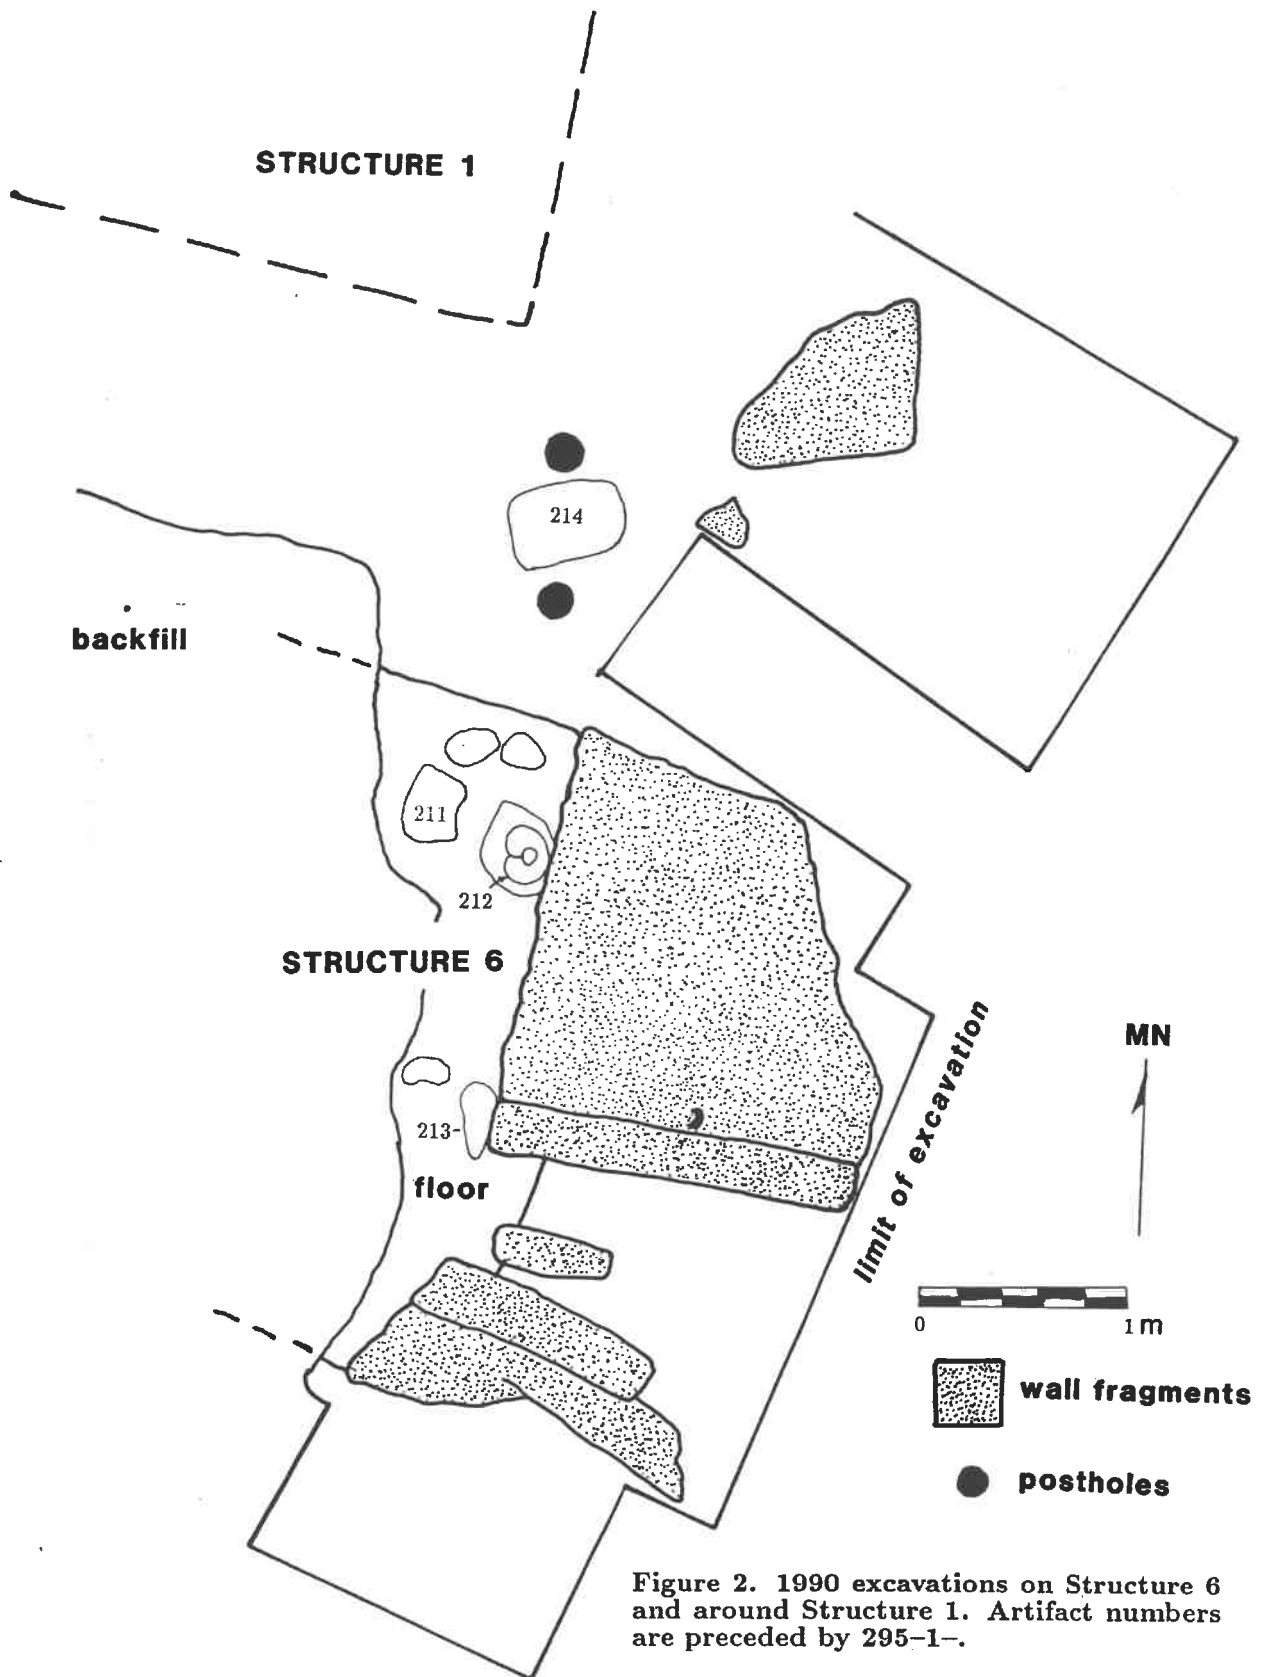 STRUCTURE 1
214
backfill
211
212
STRUCTURE 6
213-
floor
limit of excavation
MN
0
1 m
wall fragments
postholes
Figure 2. 1990 excavations on Structure 6
and around Structure 1. Artifact numbers
are preceded by 295-1-.